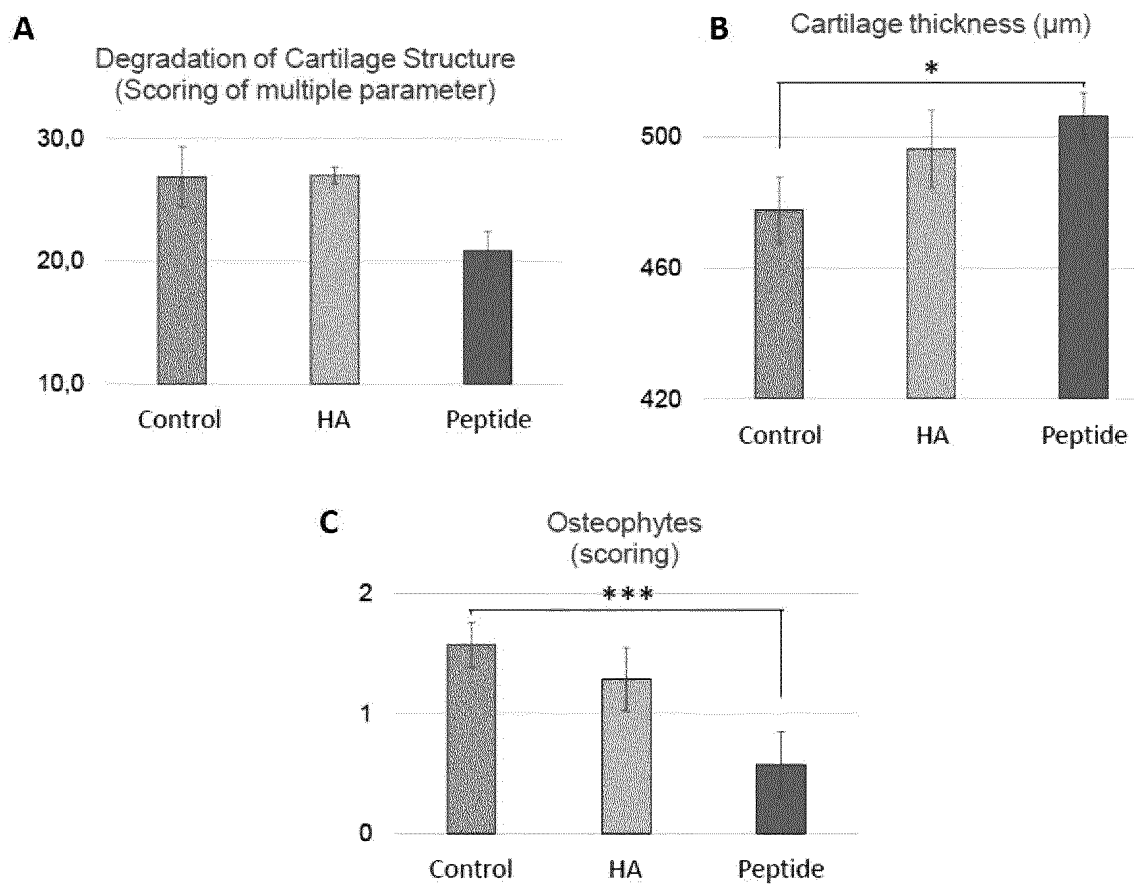 A
Degradation of Cartilage Structure
(Scoring of multiple parameter)
30,0
20,0
10,0
Control HA Peptide
B
Cartilage thickness (µm)
*
500
460
420
Control HA Peptide
C
Osteophytes
(scoring)
2
***
1
0
Control HA Peptide